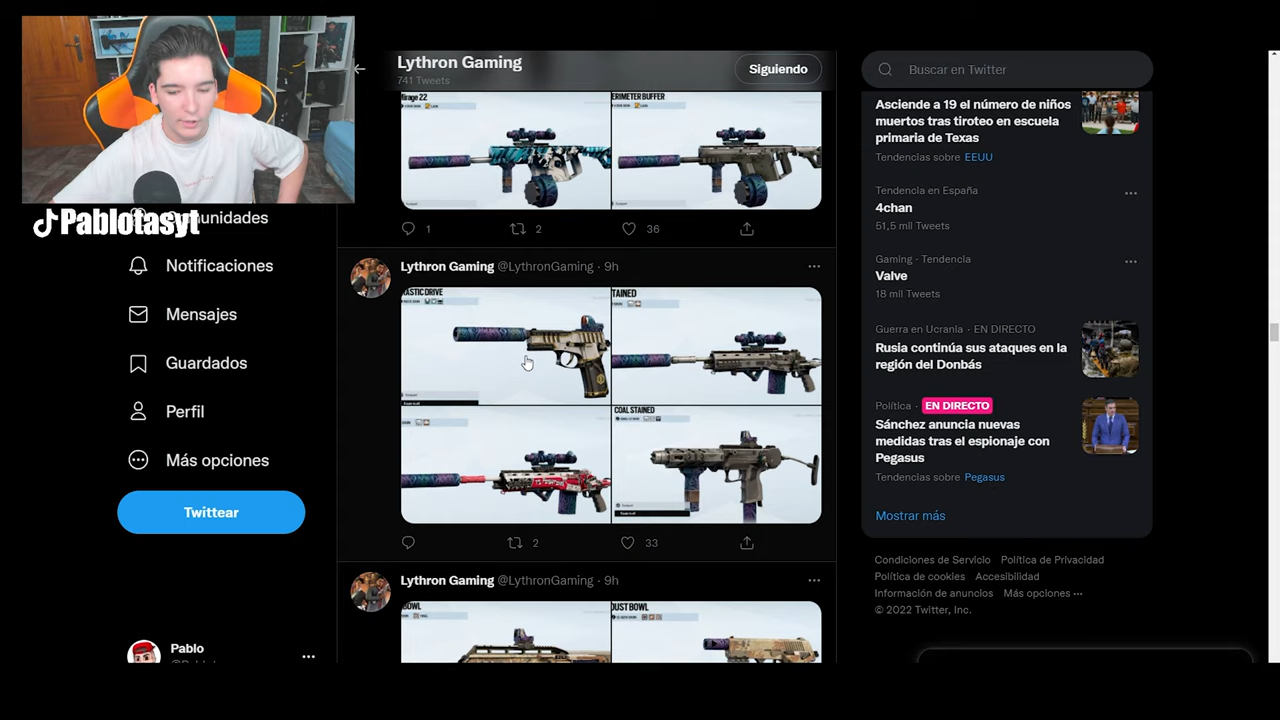 Pablotasyt
Comunidades
Notificaciones
Mensajes
Guardados
Perfil
Más opciones
Twittear
Pablo
Lythron Gaming
741 Tweets
Siguiendo
Mirage 22
PERIMETER BUFFER
1
2
36
Lythron Gaming @LythronGaming · 9h
COAL STAINED
2
33
Lythron Gaming @LythronGaming · 9h
DUST BOWL
Buscar en Twitter
Asciende a 19 el número de niños
muertos tras tiroteo en escuela
primaria de Texas
Tendencias sobre EEUU
Tendencia en España
4chan
51,5 mil Tweets
Gaming · Tendencia
Valve
18 mil Tweets
Guerra en Ucrania · EN DIRECTO
Rusia continúa sus ataques en la
región del Donbás
Política · EN DIRECTO
Sánchez anuncia nuevas
medidas tras el espionaje con
Pegasus
Tendencias sobre Pegasus
Mostrar más
Condiciones de Servicio Política de Privacidad
Política de cookies Accesibilidad
Información de anuncios Más opciones ···
© 2022 Twitter, Inc.